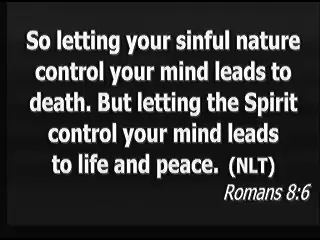 So letting your sinful nature
control your mind leads to
death. But letting the Spirit
control your mind leads
to life and peace. (NLT)
Romans 8:6